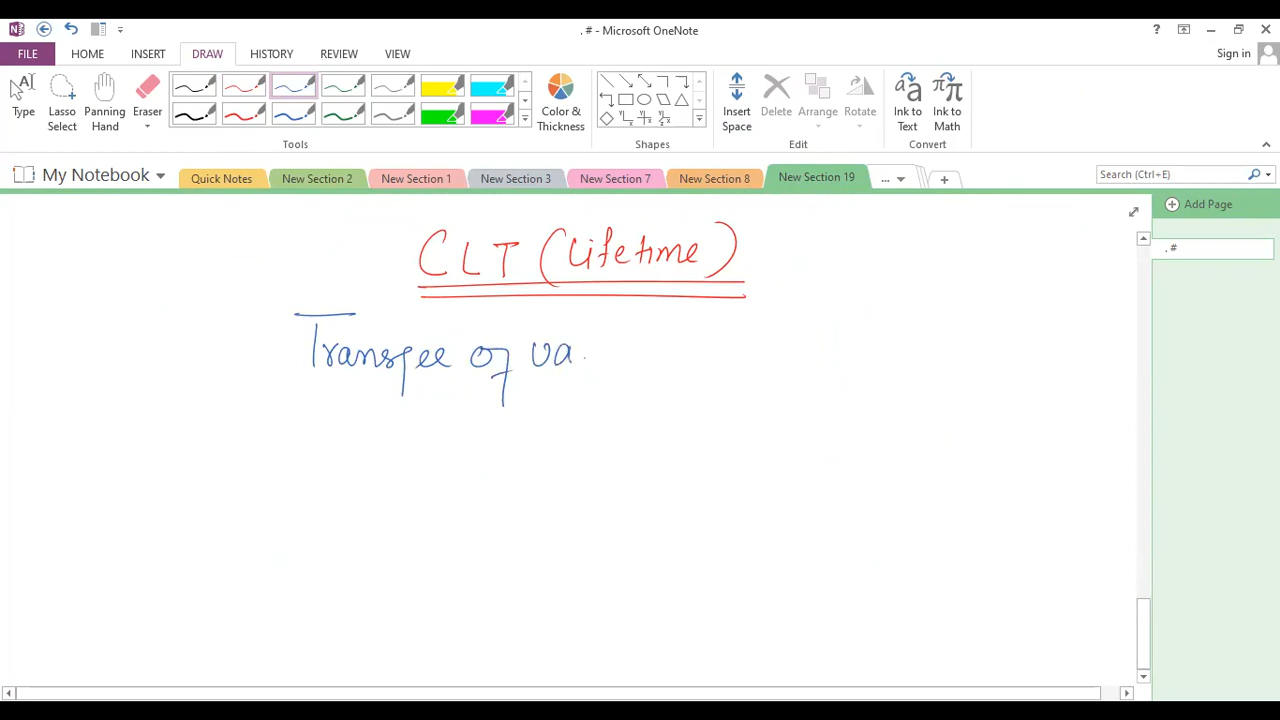 . # - Microsoft OneNote
?
FILE HOME INSERT DRAW HISTORY REVIEW VIEW
Sign in
Type
Lasso Select
Panning Hand
Eraser
Color & Thickness
Insert Space
Delete
Arrange
Rotate
Ink to Text
Ink to Math
Tools
Shapes
Edit
Convert
My Notebook Quick Notes New Section 2 New Section 1 New Section 3 New Section 7 New Section 8 New Section 19 ... Search (Ctrl+E)
Add Page
. #
CLT (Lifetime)
Transfee of va